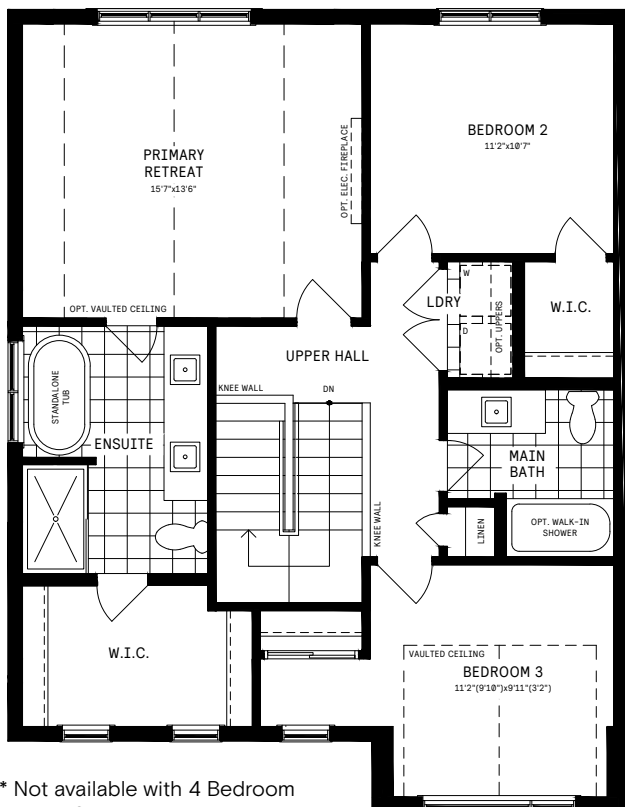 PRIMARY
RETREAT
15'7"x13'6"
OPT. ELEC. FIREPLACE
BEDROOM 2
11'2"x10'7"
OPT. VAULTED CEILING
W
LDRY
D
OPT. UPPERS
W.I.C.
UPPER HALL
KNEE WALL
DN
STANDALONE
TUB
ENSUITE
MAIN
BATH
KNEE WALL
LINEN
OPT. WALK-IN
SHOWER
W.I.C.
VAULTED CEILING
BEDROOM 3
11'2"(9'10")x9'11"(3'2")
* Not available with 4 Bedroom